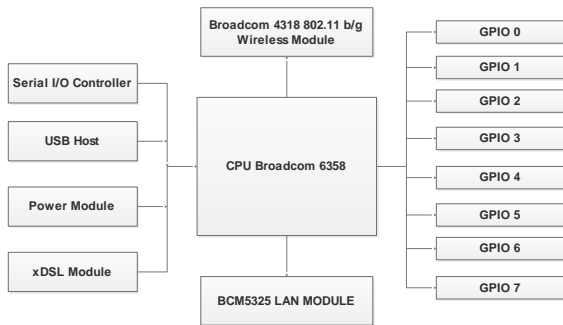 Broadcom 4318 802.11 b/g
Wireless Module
Serial I/O Controller
USB Host
Power Module
xDSL Module
CPU Broadcom 6358
BCM5325 LAN MODULE
GPIO 0
GPIO 1
GPIO 2
GPIO 3
GPIO 4
GPIO 5
GPIO 6
GPIO 7